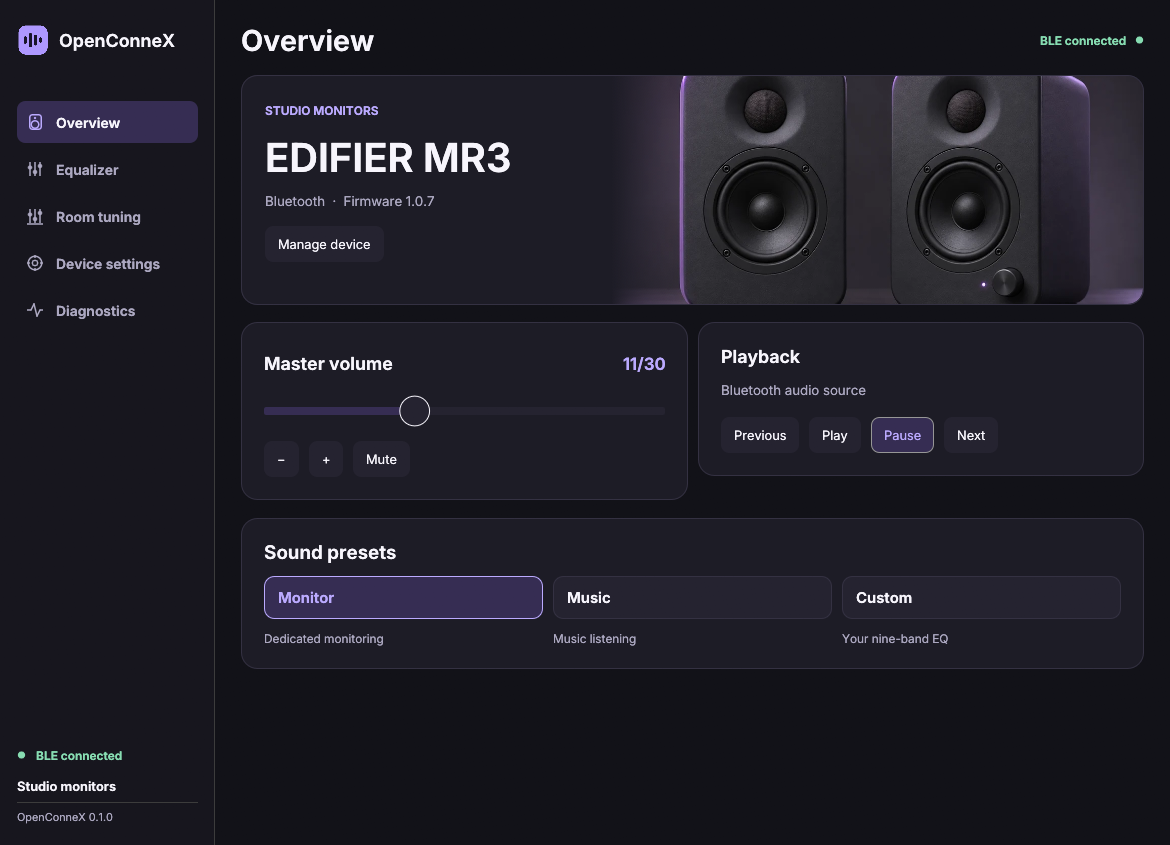 OpenConneX
Overview
Equalizer
Room tuning
Device settings
Diagnostics
BLE connected
Studio monitors
OpenConneX 0.1.0
Overview
BLE connected
STUDIO MONITORS
EDIFIER MR3
Bluetooth · Firmware 1.0.7
Manage device
Master volume 11/30
− + Mute
Playback
Bluetooth audio source
Previous Play Pause Next
Sound presets
Monitor Music Custom
Dedicated monitoring Music listening Your nine-band EQ